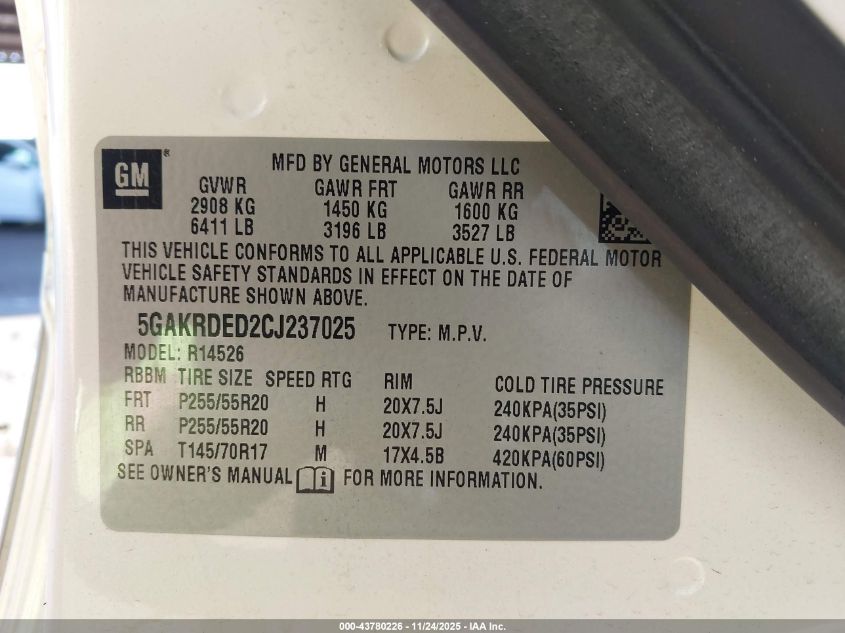 GM®
MFD BY GENERAL MOTORS LLC
GVWR GAWR FRT GAWR RR
2908 KG 1450 KG 1600 KG
6411 LB 3196 LB 3527 LB
THIS VEHICLE CONFORMS TO ALL APPLICABLE U.S. FEDERAL MOTOR
VEHICLE SAFETY STANDARDS IN EFFECT ON THE DATE OF
MANUFACTURE SHOWN ABOVE.
5GAKRDED2CJ237025 TYPE: M.P.V.
MODEL: R14526
RBBM TIRE SIZE SPEED RTG RIM COLD TIRE PRESSURE
FRT P255/55R20 H 20X7.5J 240KPA(35PSI)
RR P255/55R20 H 20X7.5J 240KPA(35PSI)
SPA T145/70R17 M 17X4.5B 420KPA(60PSI)
SEE OWNER'S MANUAL i FOR MORE INFORMATION.
000-43780226 - 11/24/2025 - IAA Inc.